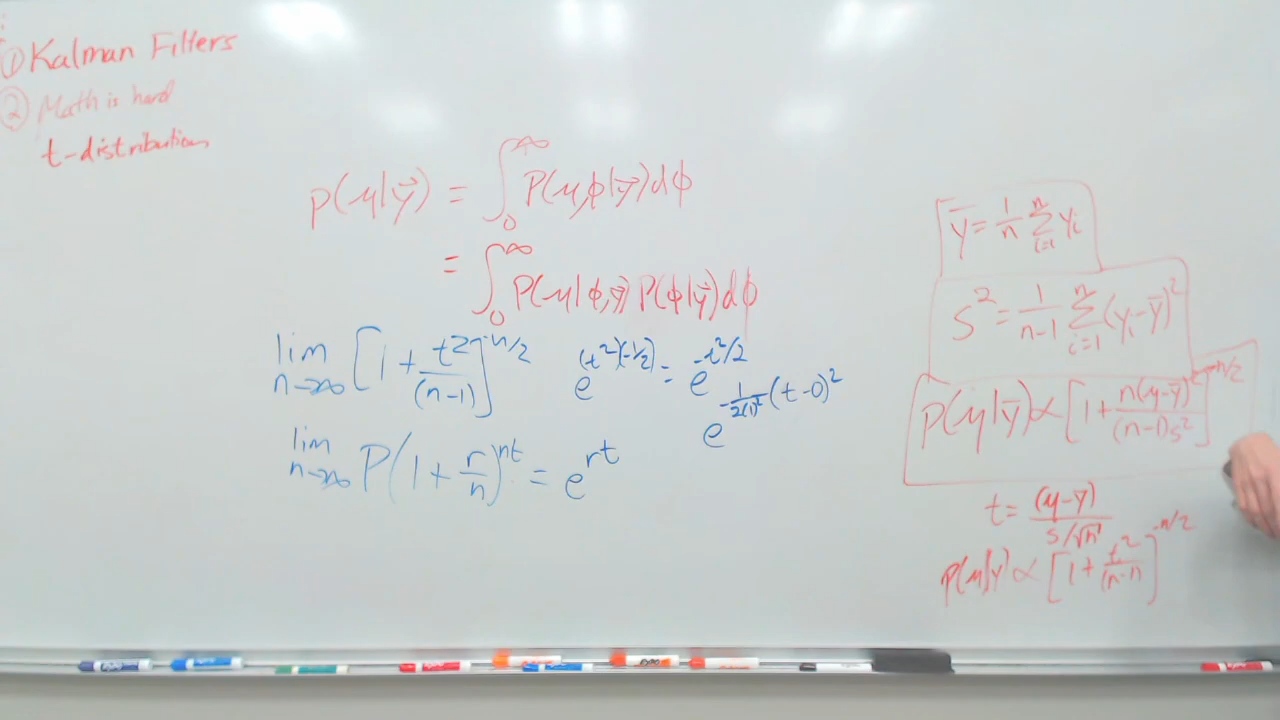 ① Kalman Filters
② Math is hard
t-distribution
p(μ|y⃗) = ∫₀^∞ P(μ,ϕ|y⃗)dϕ
= ∫₀^∞ P(μ|ϕ,y⃗) P(ϕ|y⃗)dϕ
lim n→∞ [1 + t²/(n-1)]^(-n/2)
e^((t²)(-1/2)) = e^(-t²/2)
e^(-1/(2(1)²) (t-0)²)
lim n→∞ P(1 + r/n)^(nt) = e^(rt)
ȳ = 1/n Σ_{i=1}^n yᵢ
S² = 1/(n-1) Σ_{i=1}^n (yᵢ-ȳ)²
p(μ|y⃗) ∝ [1 + n(μ-ȳ)²/((n-1)s²)]^(-n/2)
t = (μ-ȳ)/(s/√n)
p(μ|y) ∝ [1 + t²/(n-1)]^(-n/2)